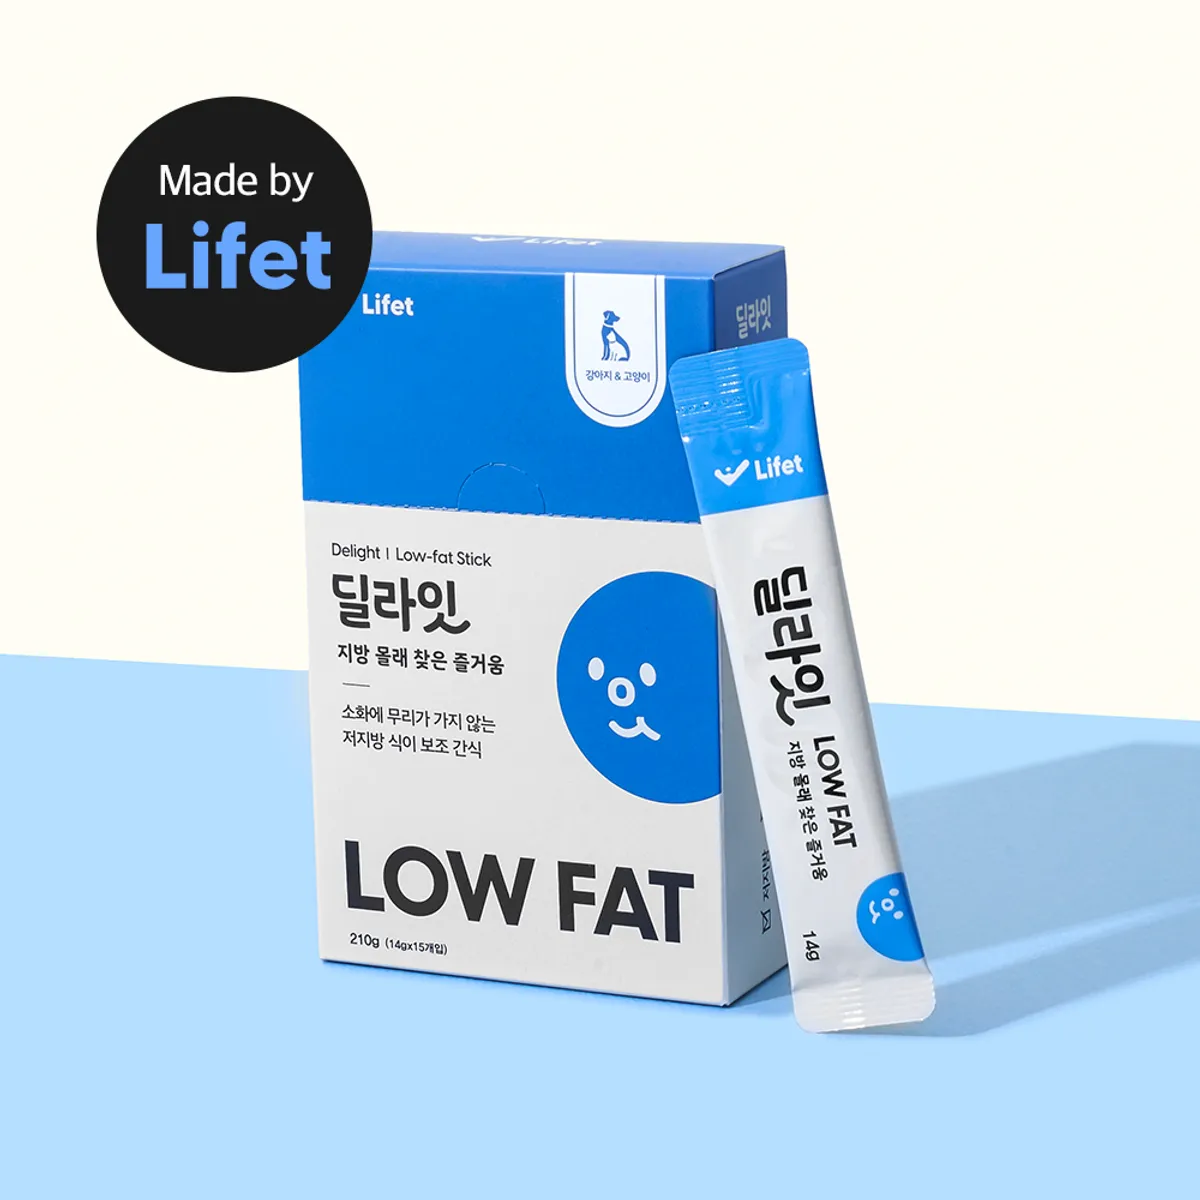 Made by
Lifet
Lifet
Lifet
강아지 & 고양이
딜라잇
Delight | Low-fat Stick
딜라잇
지방 몰래 찾은 즐거움
소화에 무리가 가지 않는
저지방 식이 보조 간식
LOW FAT
210g (14gx15개입)
Lifet
딜라잇
LOW FAT
지방 몰래 찾은 즐거움
14g